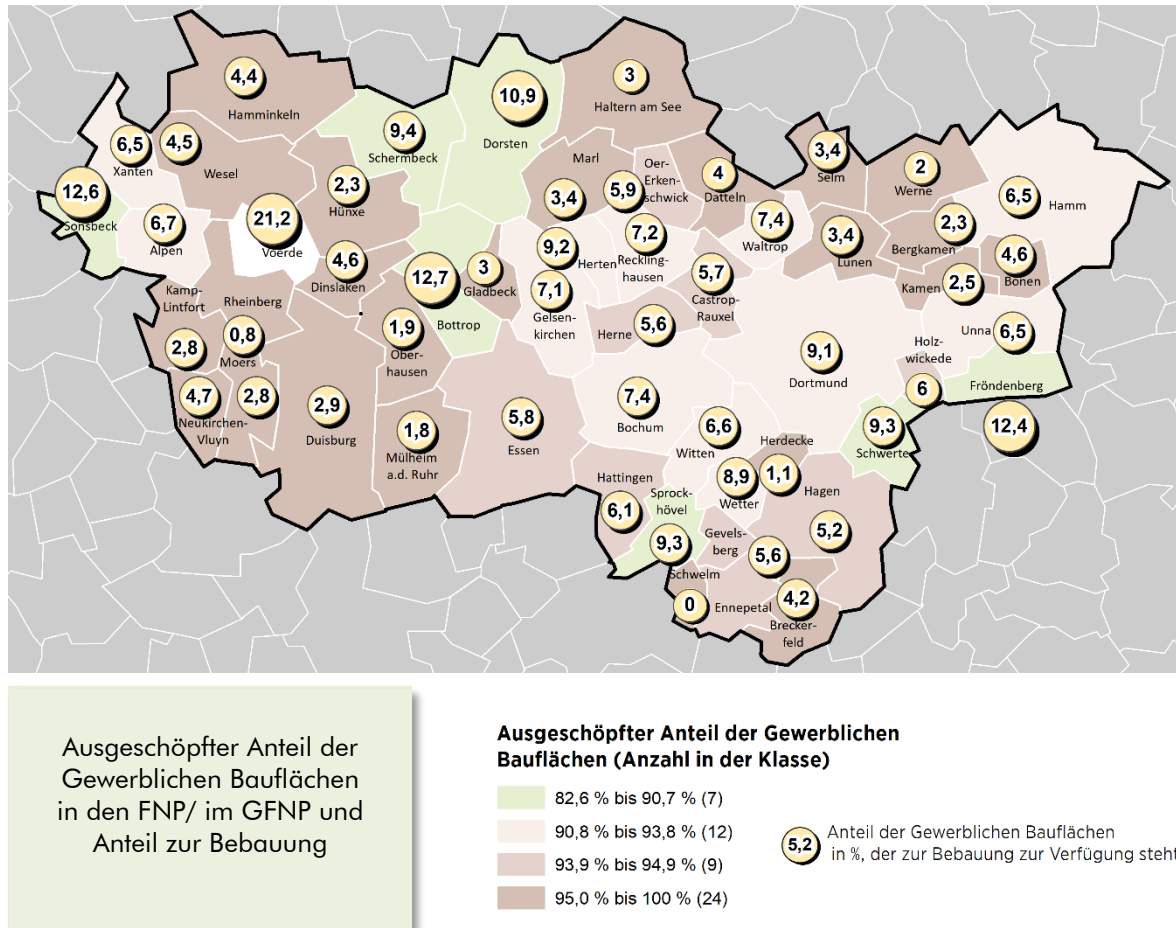 4,4
Hamminkeln
3
Haltern am See
10,9
Dorsten
9,4
Schermbeck
6,5
Xanten
4,5
Wesel
12,6
Sonsbeck
6,7
Alpen
2,3
Hünxe
21,2
Voerde
4,6
Dinslaken
Marl
3,4
Oer-
Erken-
schwick
5,9
4
Datteln
3,4
Selm
2
Werne
6,5
Hamm
7,4
Waltrop
3,4
Lünen
2,3
Bergkamen
4,6
Bönen
2,5
Kamen
9,2
Herten
7,2
Reckling-
hausen
5,7
Castrop-
Rauxel
12,7
Bottrop
3
Gladbeck
7,1
Gelsen-
kirchen
5,6
Herne
Kamp-
Lintfort
2,8
Rheinberg
0,8
Moers
2,8
4,7
Neukirchen-
Vluyn
2,9
Duisburg
1,9
Ober-
hausen
1,8
Mülheim
a.d. Ruhr
5,8
Essen
7,4
Bochum
9,1
Dortmund
Unna
6,5
Holz-
wickede
6
Fröndenberg
12,4
9,3
Schwerte
6,6
Witten
Herdecke
1,1
8,9
Wetter
Hagen
5,2
Hattingen
6,1
Sprock-
hövel
9,3
Gevels-
berg
5,6
Schwelm
0
Ennepetal
4,2
Brecker-
feld
Ausgeschöpfter Anteil der
Gewerblichen Bauflächen
in den FNP/ im GFNP und
Anteil zur Bebauung
Ausgeschöpfter Anteil der Gewerblichen
Bauflächen (Anzahl in der Klasse)
82,6 % bis 90,7 % (7)
90,8 % bis 93,8 % (12)
93,9 % bis 94,9 % (9)
95,0 % bis 100 % (24)
5,2
Anteil der Gewerblichen Bauflächen
in %, der zur Bebauung zur Verfügung steht